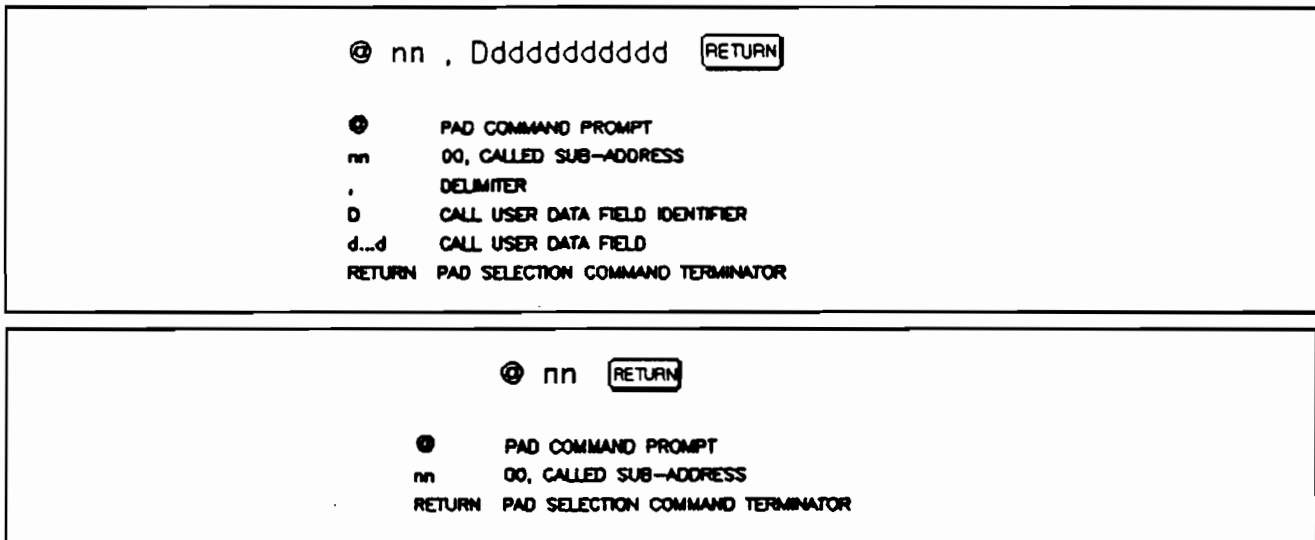 @ nn , Ddddddddddd RETURN
@ PAD COMMAND PROMPT
nn 00, CALLED SUB-ADDRESS
, DELIMITER
D CALL USER DATA FIELD IDENTIFIER
d...d CALL USER DATA FIELD
RETURN PAD SELECTION COMMAND TERMINATOR
@ nn RETURN
@ PAD COMMAND PROMPT
nn 00, CALLED SUB-ADDRESS
RETURN PAD SELECTION COMMAND TERMINATOR